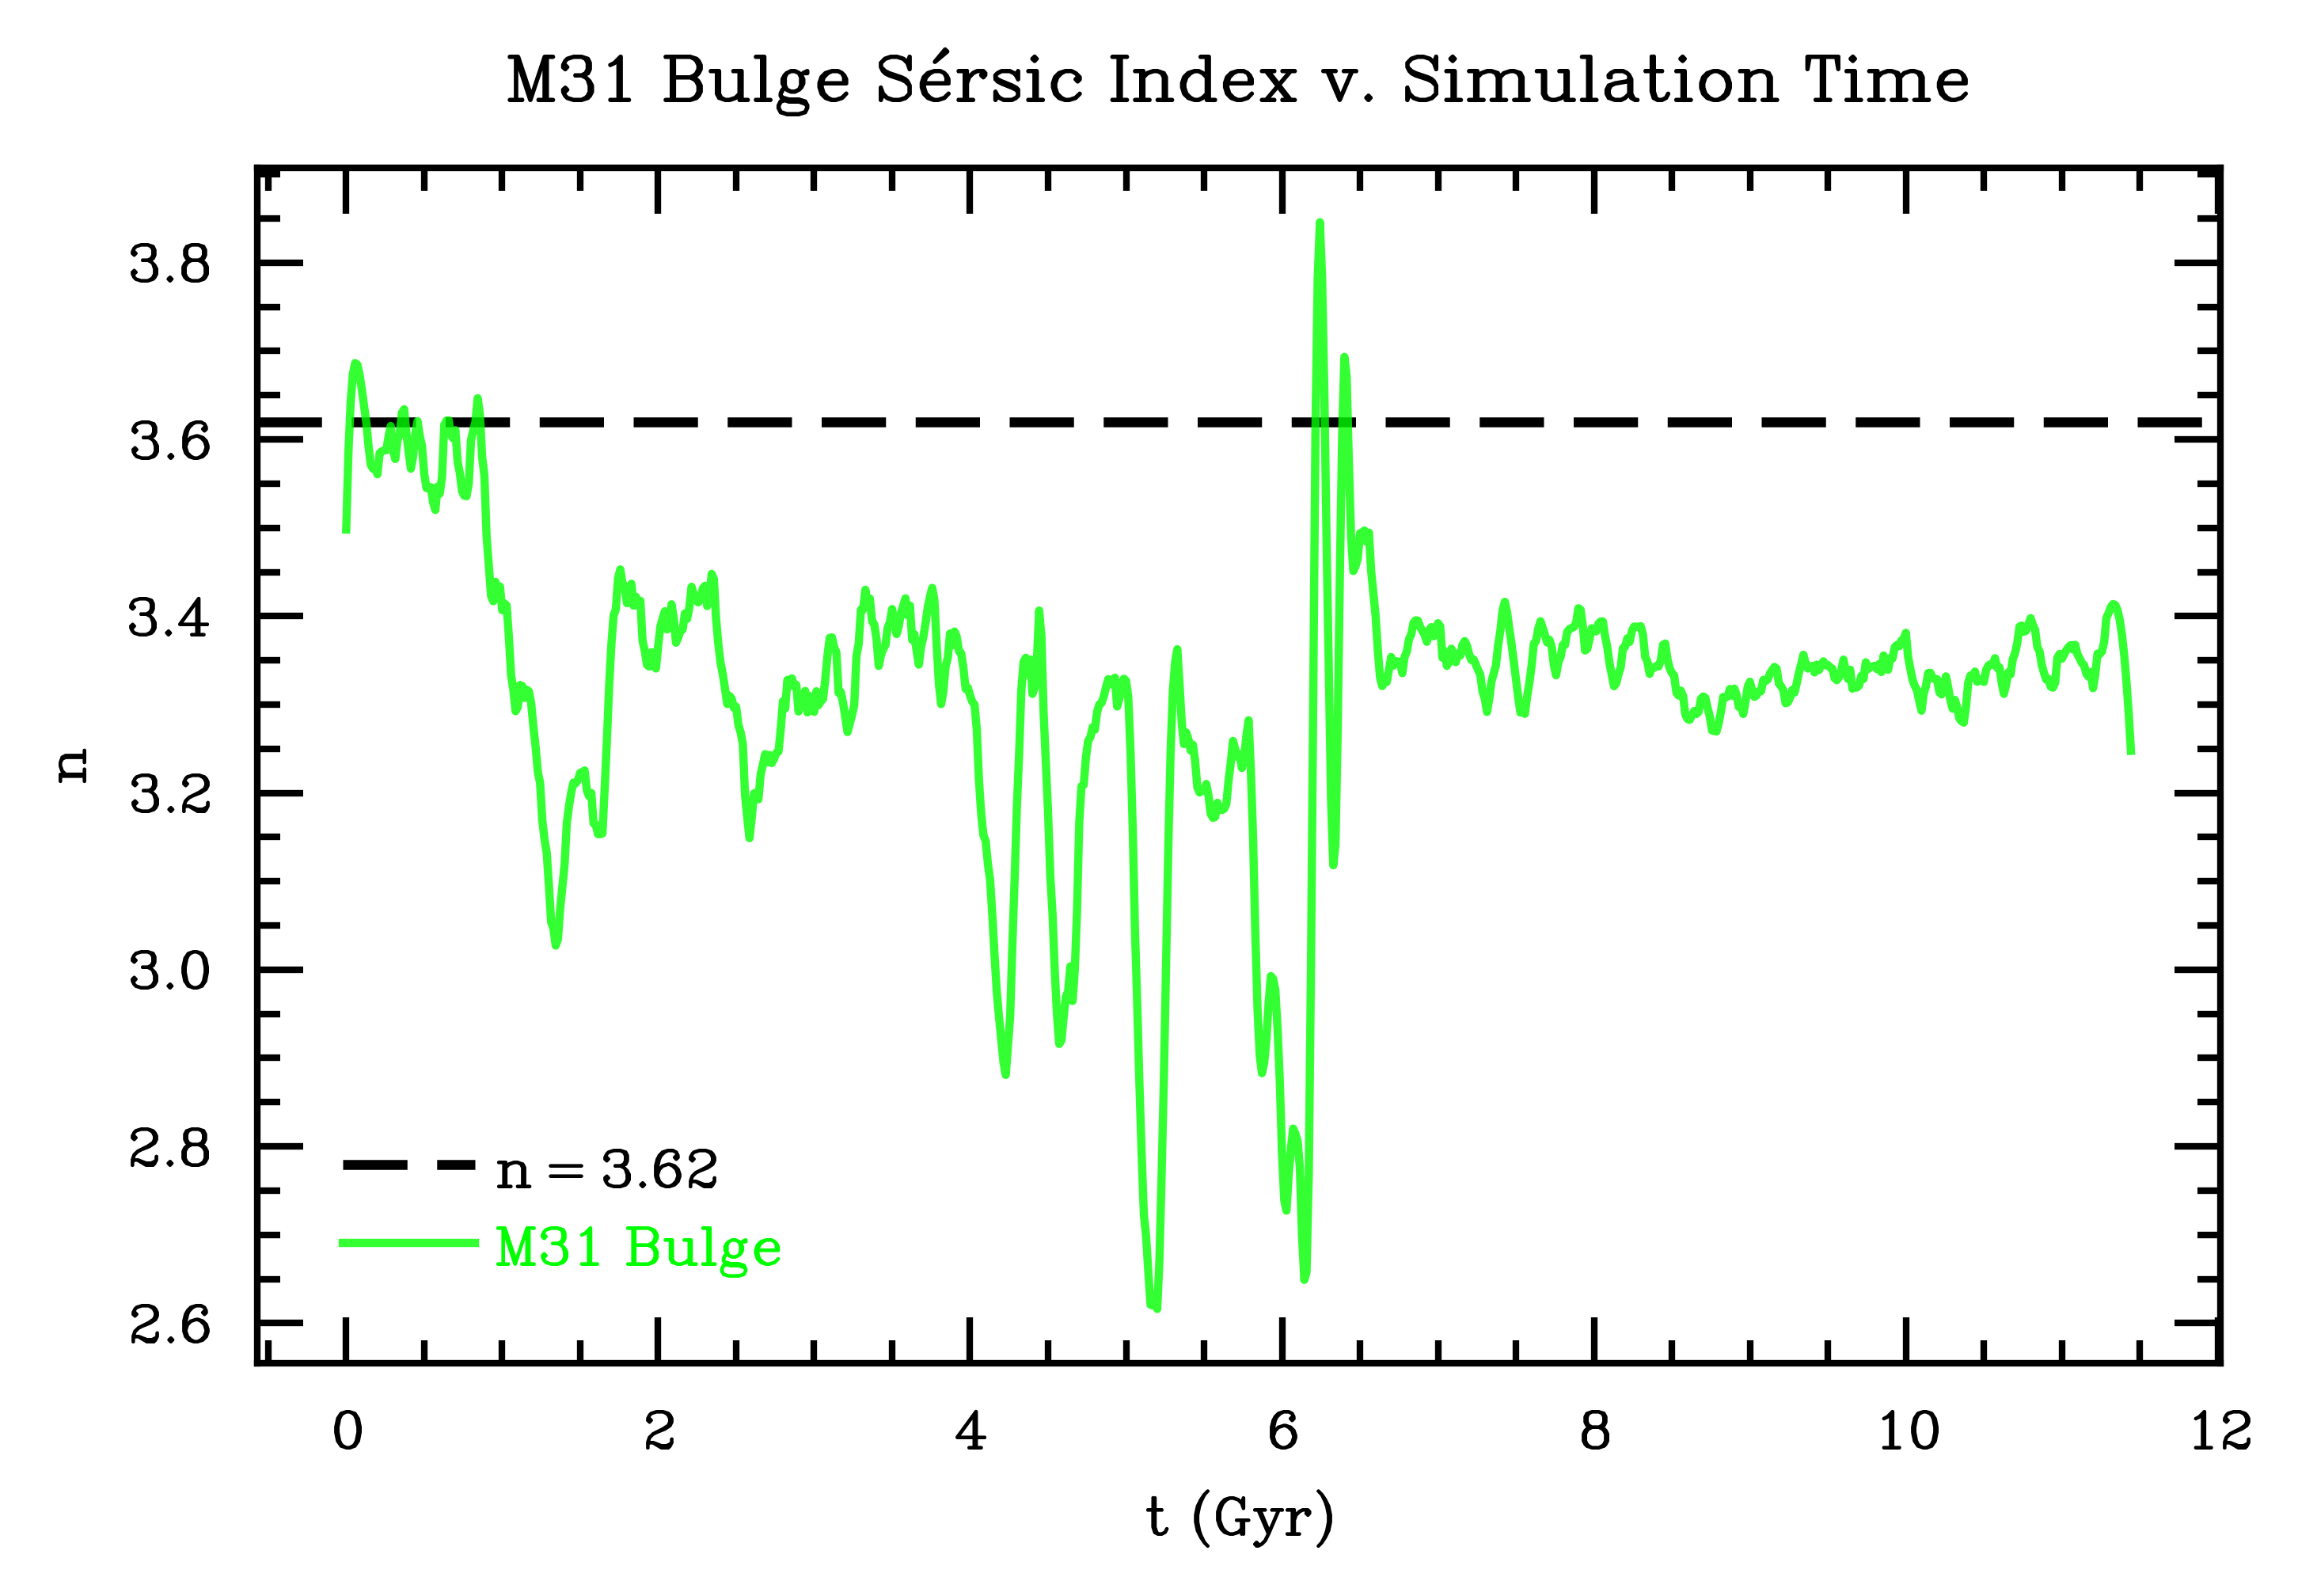 M31 Bulge Sérsic Index v. Simulation Time
3.8
3.6
3.4
3.2
3.0
2.8
2.6
n
n = 3.62
M31 Bulge
0 2 4 6 8 10 12
t (Gyr)